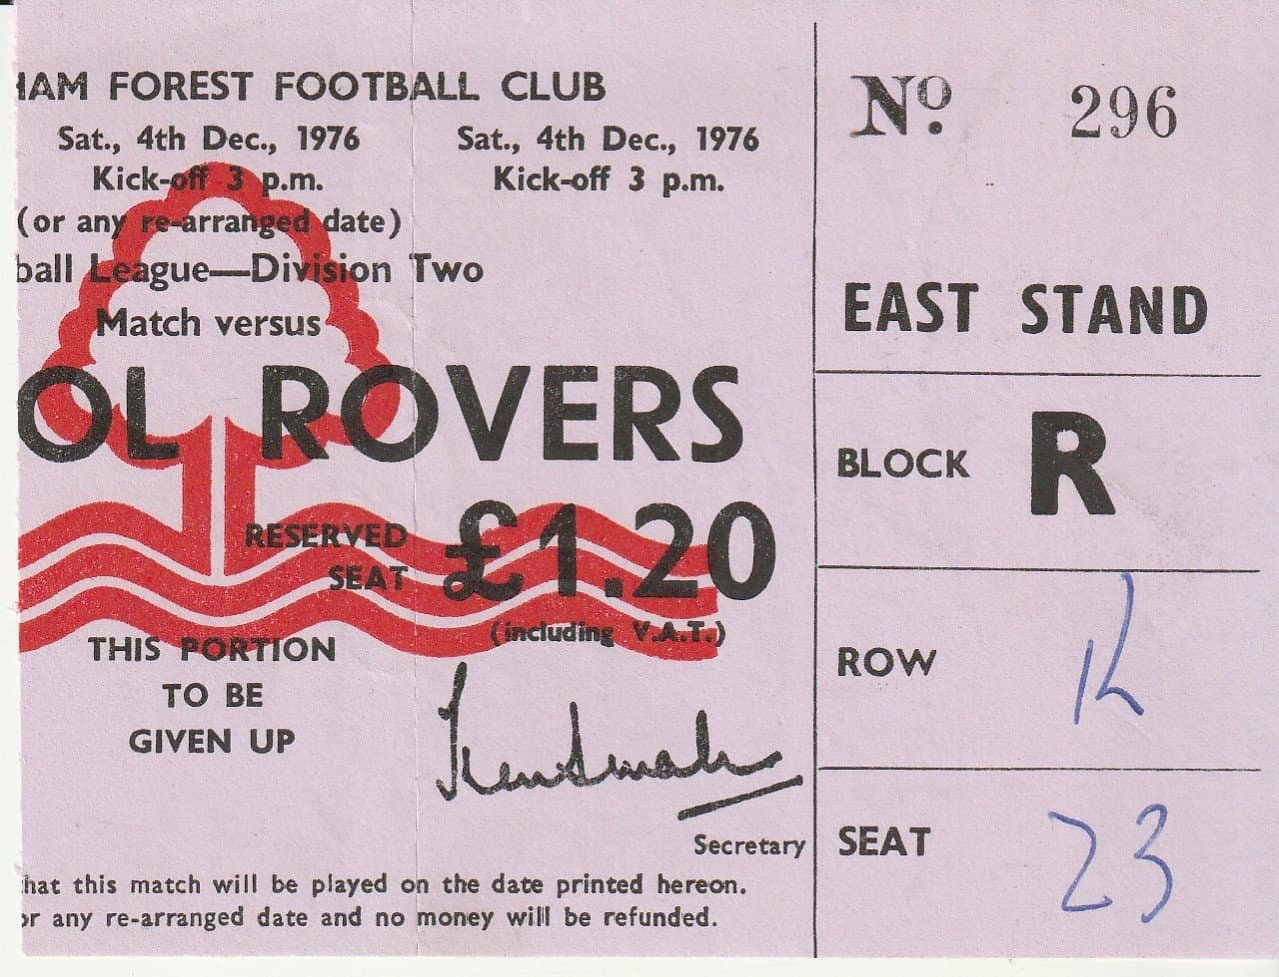 HAM FOREST FOOTBALL CLUB
Sat., 4th Dec., 1976
Kick-off 3 p.m.
(or any re-arranged date)
ball League—Division Two
Match versus
OL ROVERS
Sat., 4th Dec., 1976
Kick-off 3 p.m.
RESERVED
SEAT
£1.20
(including V.A.T.)
THIS PORTION
TO BE
GIVEN UP
Secretary
hat this match will be played on the date printed hereon.
or any re-arranged date and no money will be refunded.
No. 296
EAST STAND
BLOCK R
ROW K
SEAT 23